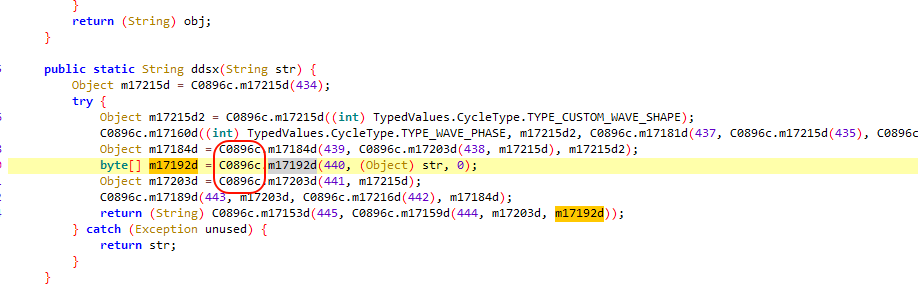 }
return (String) obj;
}
public static String ddsx(String str) {
Object m17215d = C0896c.m17215d(434);
try {
Object m17215d2 = C0896c.m17215d((int) TypedValues.CycleType.TYPE_CUSTOM_WAVE_SHAPE);
C0896c.m17160d((int) TypedValues.CycleType.TYPE_WAVE_PHASE, m17215d2, C0896c.m17181d(437, C0896c.m17215d(435), C0896c
Object m17184d = C0896c.m17184d(439, C0896c.m17203d(438, m17215d), m17215d2);
byte[] m17192d = C0896c.m17192d(440, (Object) str, 0);
Object m17203d = C0896c.m17203d(441, m17215d);
C0896c.m17189d(443, m17203d, C0896c.m17216d(442), m17184d);
return (String) C0896c.m17153d(445, C0896c.m17159d(444, m17203d, m17192d));
} catch (Exception unused) {
return str;
}
}